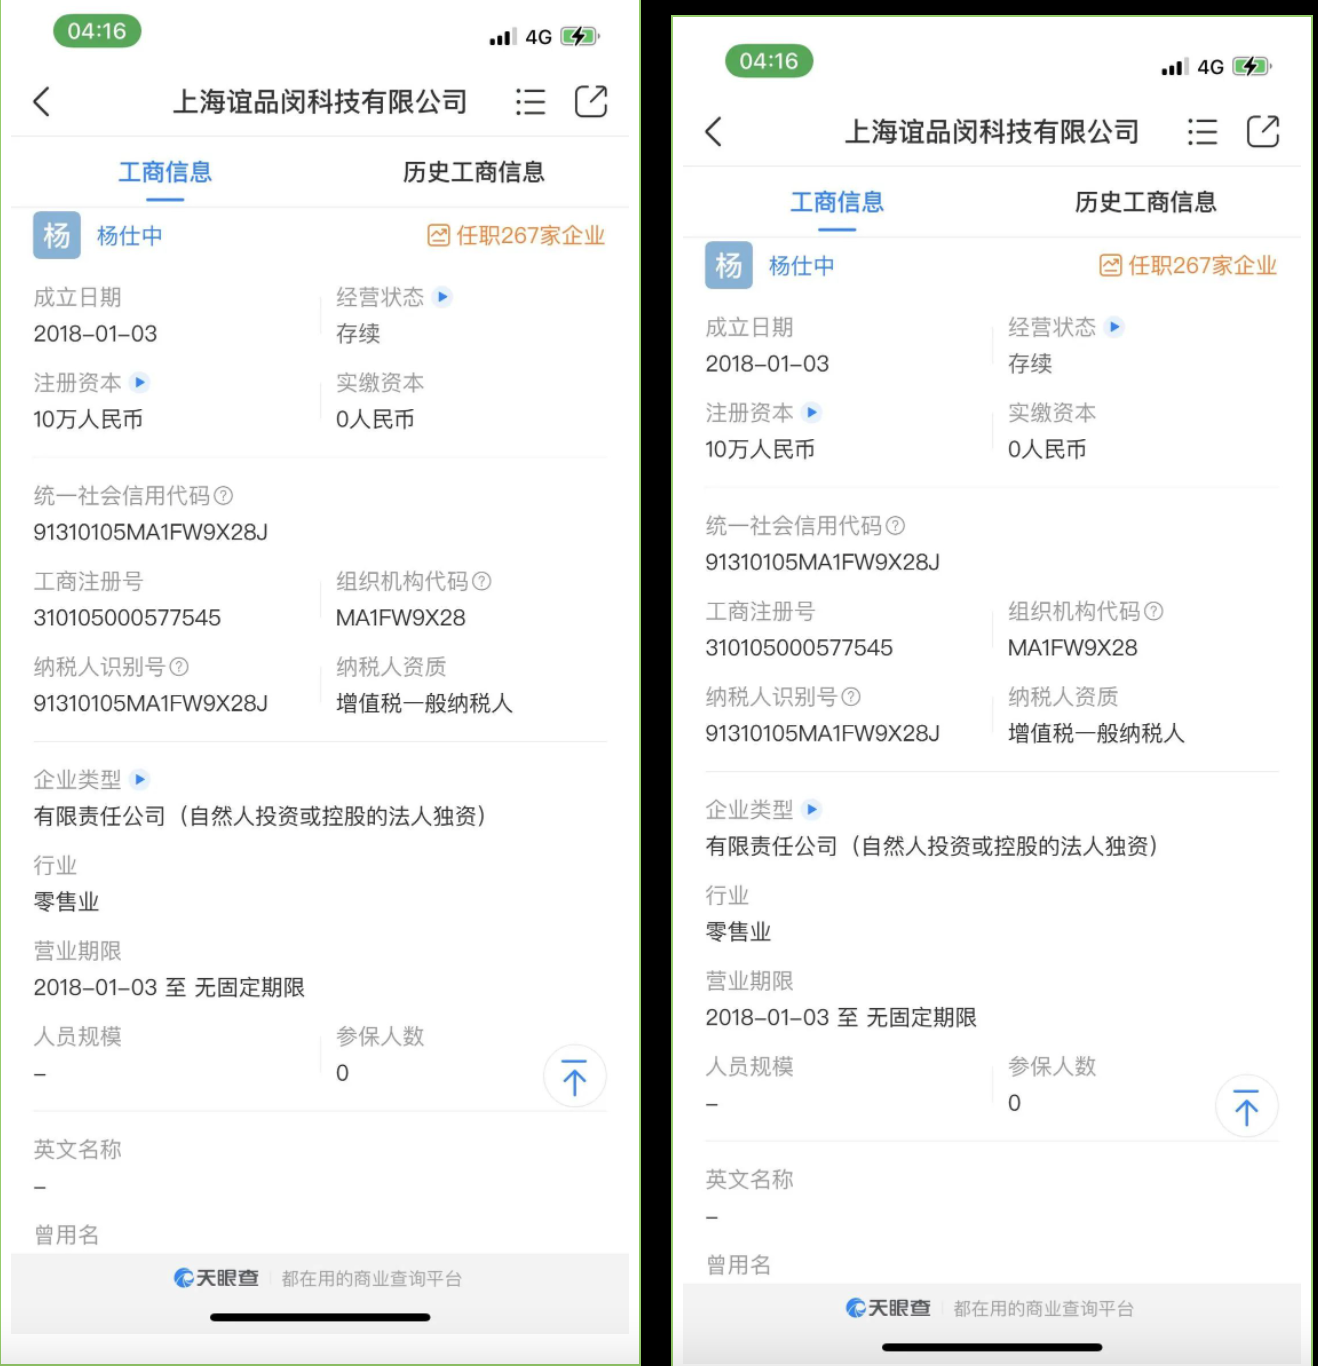 04:16
4G
上海谊品闵科技有限公司
工商信息 历史工商信息
杨 杨仕中 任职267家企业
成立日期 经营状态
2018-01-03 存续
注册资本 实缴资本
10万人民币 0人民币
统一社会信用代码?
91310105MA1FW9X28J
工商注册号 组织机构代码?
310105000577545 MA1FW9X28
纳税人识别号? 纳税人资质
91310105MA1FW9X28J 增值税一般纳税人
企业类型
有限责任公司（自然人投资或控股的法人独资）
行业
零售业
营业期限
2018-01-03 至 无固定期限
人员规模 参保人数
- 0
英文名称
-
曾用名
天眼查 都在用的商业查询平台
04:16
4G
上海谊品闵科技有限公司
工商信息 历史工商信息
杨 杨仕中 任职267家企业
成立日期 经营状态
2018-01-03 存续
注册资本 实缴资本
10万人民币 0人民币
统一社会信用代码?
91310105MA1FW9X28J
工商注册号 组织机构代码?
310105000577545 MA1FW9X28
纳税人识别号? 纳税人资质
91310105MA1FW9X28J 增值税一般纳税人
企业类型
有限责任公司（自然人投资或控股的法人独资）
行业
零售业
营业期限
2018-01-03 至 无固定期限
人员规模 参保人数
- 0
英文名称
-
曾用名
天眼查 都在用的商业查询平台